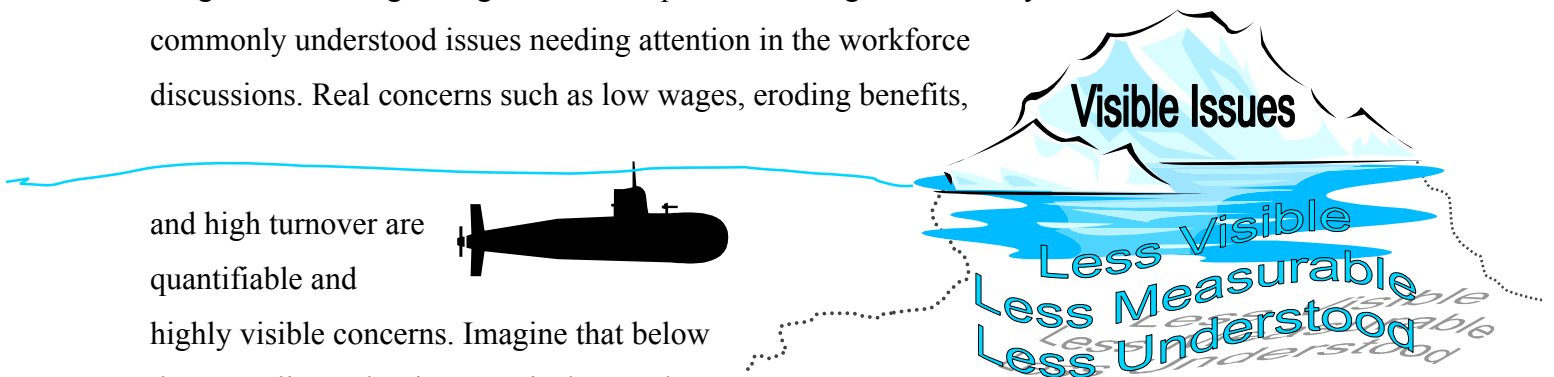 commonly understood issues needing attention in the workforce
discussions. Real concerns such as low wages, eroding benefits,
and high turnover are
quantifiable and
highly visible concerns. Imagine that below
Visible Issues
Less Visible
Less Measurable
Less Understood